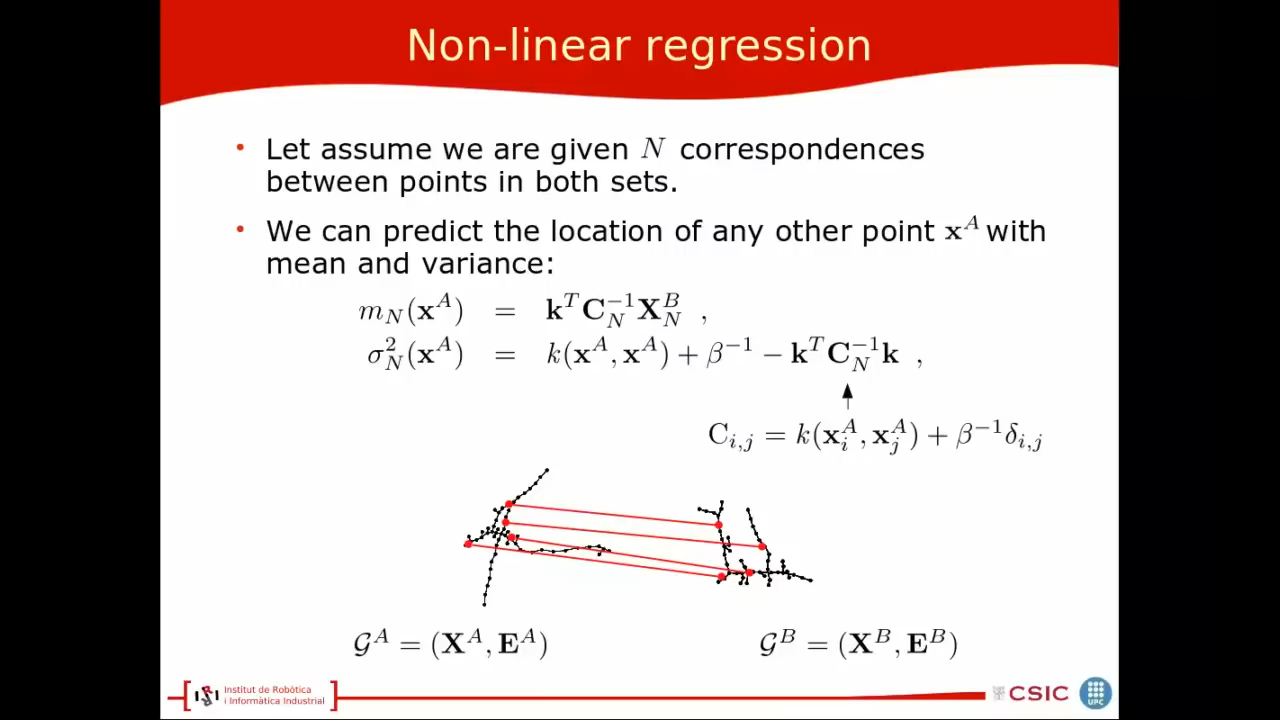 Non-linear regression
• Let assume we are given N correspondences
between points in both sets.
• We can predict the location of any other point x^A with
mean and variance:
m_N(x^A) = k^T C_N^{-1} X_N^B ,
σ_N^2(x^A) = k(x^A, x^A) + β^{-1} − k^T C_N^{-1} k ,
C_{i,j} = k(x_i^A, x_j^A) + β^{-1} δ_{i,j}
𝒢^A = (X^A, E^A)
𝒢^B = (X^B, E^B)
IRI
Institut de Robòtica
i Informàtica Industrial
CSIC
UPC